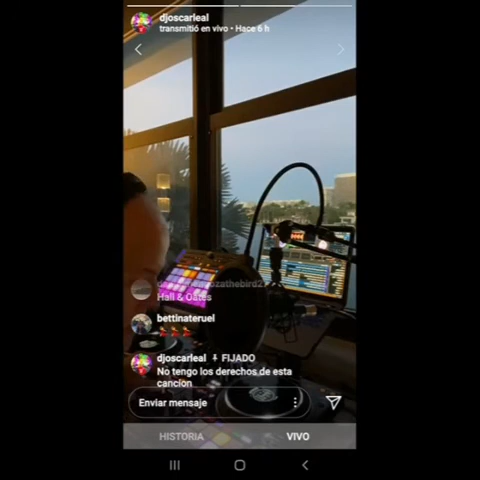 djoscarleal
transmitió en vivo • Hace 6 h
Hall & Oates
bettinateruel
djoscarleal FIJADO
No tengo los derechos de esta
cancion
Enviar mensaje
HISTORIA VIVO